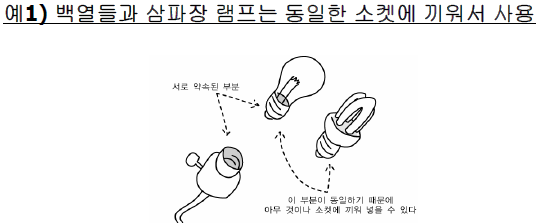 예1) 백열들과 삼파장 램프는 동일한 소켓에 끼워서 사용
서로 약속된 부분
이 부분이 동일하기 때문에
아무 것이나 소켓에 끼워 넣을 수 있다